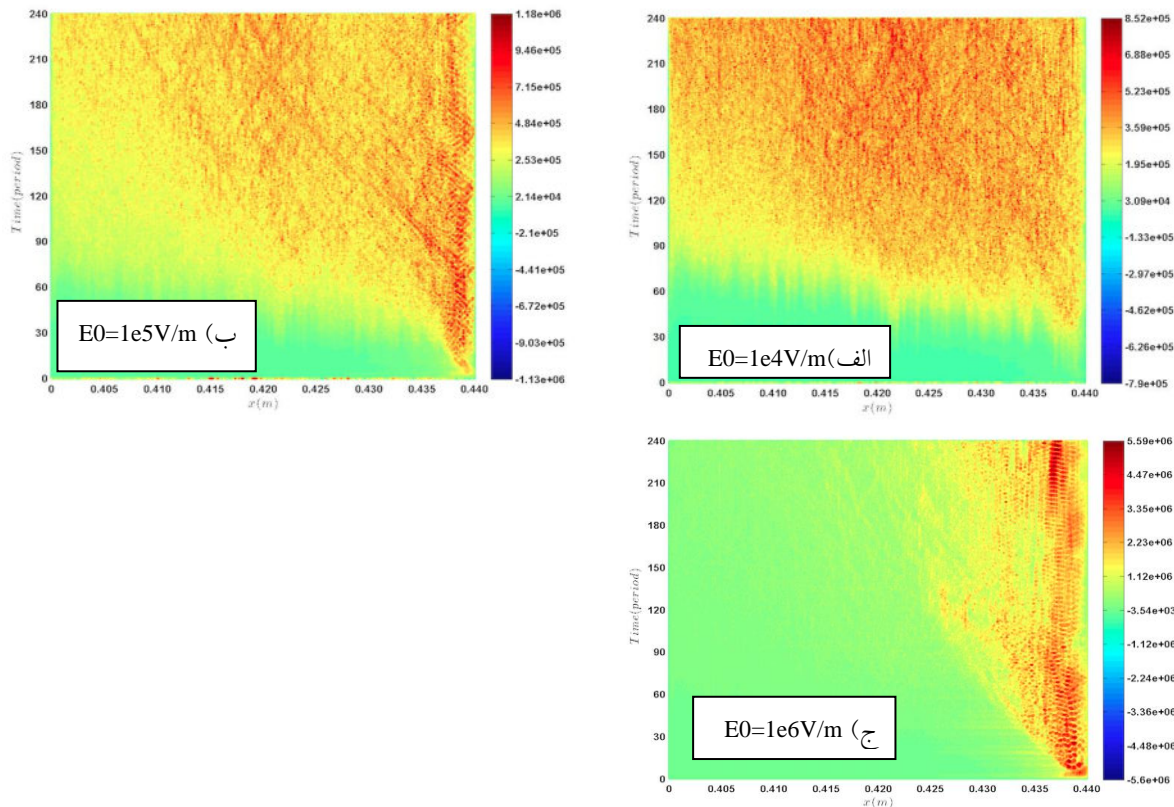 240
210
180
150
120
90
60
30
0
Time(period)
E0=1e5V/m (ب
0 0.405 0.410 0.415 0.420 0.425 0.430 0.435 0.440
x(m)
1.18e+06
9.46e+05
7.15e+05
4.84e+05
2.53e+05
-2.1e+05
-4.41e+05
-6.72e+05
-9.03e+05
-1.13e+06
240
210
180
150
120
90
60
30
0
Time(period)
E0=1e4V/m(الف
0 0.405 0.410 0.415 0.420 0.425 0.430 0.435 0.440
x(m)
8.52e+05
6.88e+05
5.23e+05
3.59e+05
1.95e+05
3.09e+04
-1.33e+05
-2.97e+05
-4.62e+05
-6.26e+05
-7.9e+05
240
210
180
150
120
90
60
30
0
Time(period)
E0=1e6V/m (ج
0 0.405 0.410 0.415 0.420 0.425 0.430 0.435 0.440
x(m)
5.59e+06
4.47e+06
3.35e+06
2.23e+06
1.12e+06
-3.54e+03
-1.12e+06
-2.24e+06
-3.36e+06
-4.48e+06
-5.6e+06